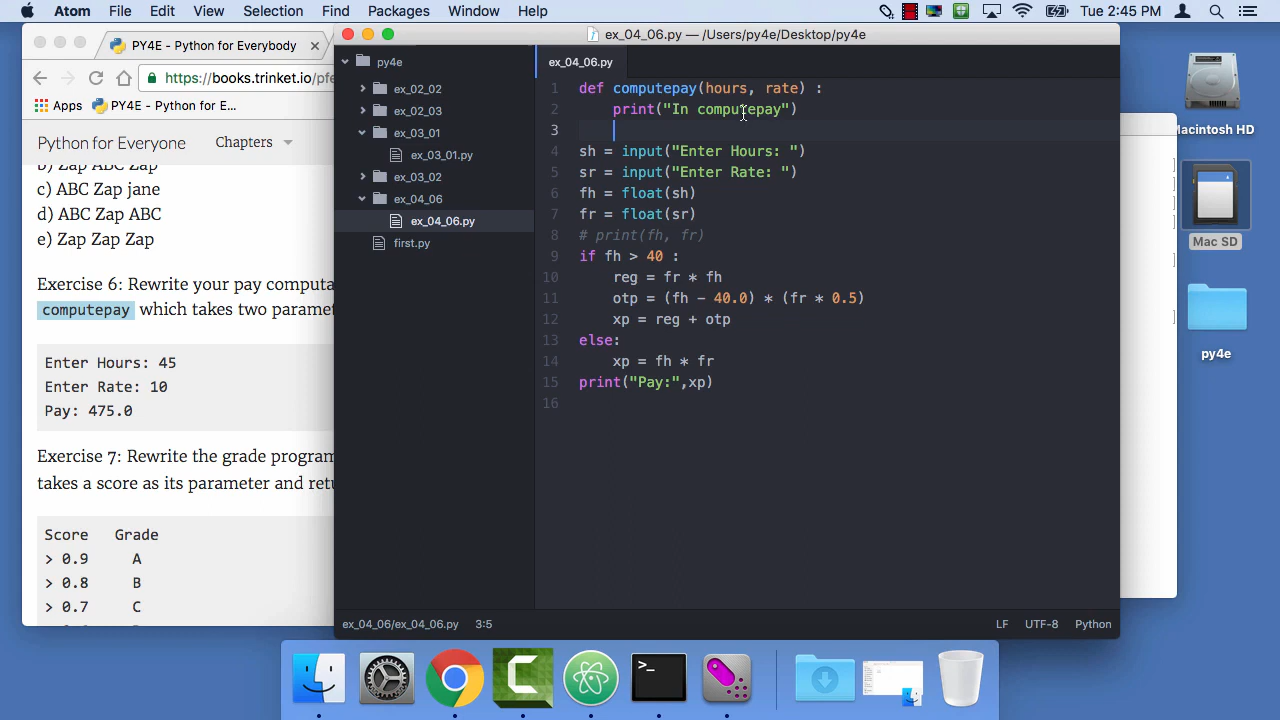 Atom File Edit View Selection Find Packages Window Help
Tue 2:45 PM
PY4E - Python for Everybody
https://books.trinket.io/pfe
Apps PY4E - Python for E...
Python for Everyone Chapters
b) Zap ABC
c) ABC Zap jane
d) ABC Zap ABC
e) Zap Zap Zap
Exercise 6: Rewrite your pay computa
computepay which takes two parame
Enter Hours: 45
Enter Rate: 10
Pay: 475.0
Exercise 7: Rewrite the grade program
takes a score as its parameter and retu
Score Grade
> 0.9 A
> 0.8 B
> 0.7 C
ex_04_06.py — /Users/py4e/Desktop/py4e
py4e
ex_02_02
ex_02_03
ex_03_01
ex_03_01.py
ex_03_02
ex_04_06
ex_04_06.py
first.py
ex_04_06.py
1 def computepay(hours, rate) :
2 print("In computepay")
3
4 sh = input("Enter Hours: ")
5 sr = input("Enter Rate: ")
6 fh = float(sh)
7 fr = float(sr)
8 # print(fh, fr)
9 if fh > 40 :
10 reg = fr * fh
11 otp = (fh - 40.0) * (fr * 0.5)
12 xp = reg + otp
13 else:
14 xp = fh * fr
15 print("Pay:",xp)
16
ex_04_06/ex_04_06.py 3:5 LF UTF-8 Python
Macintosh HD
Mac SD
py4e